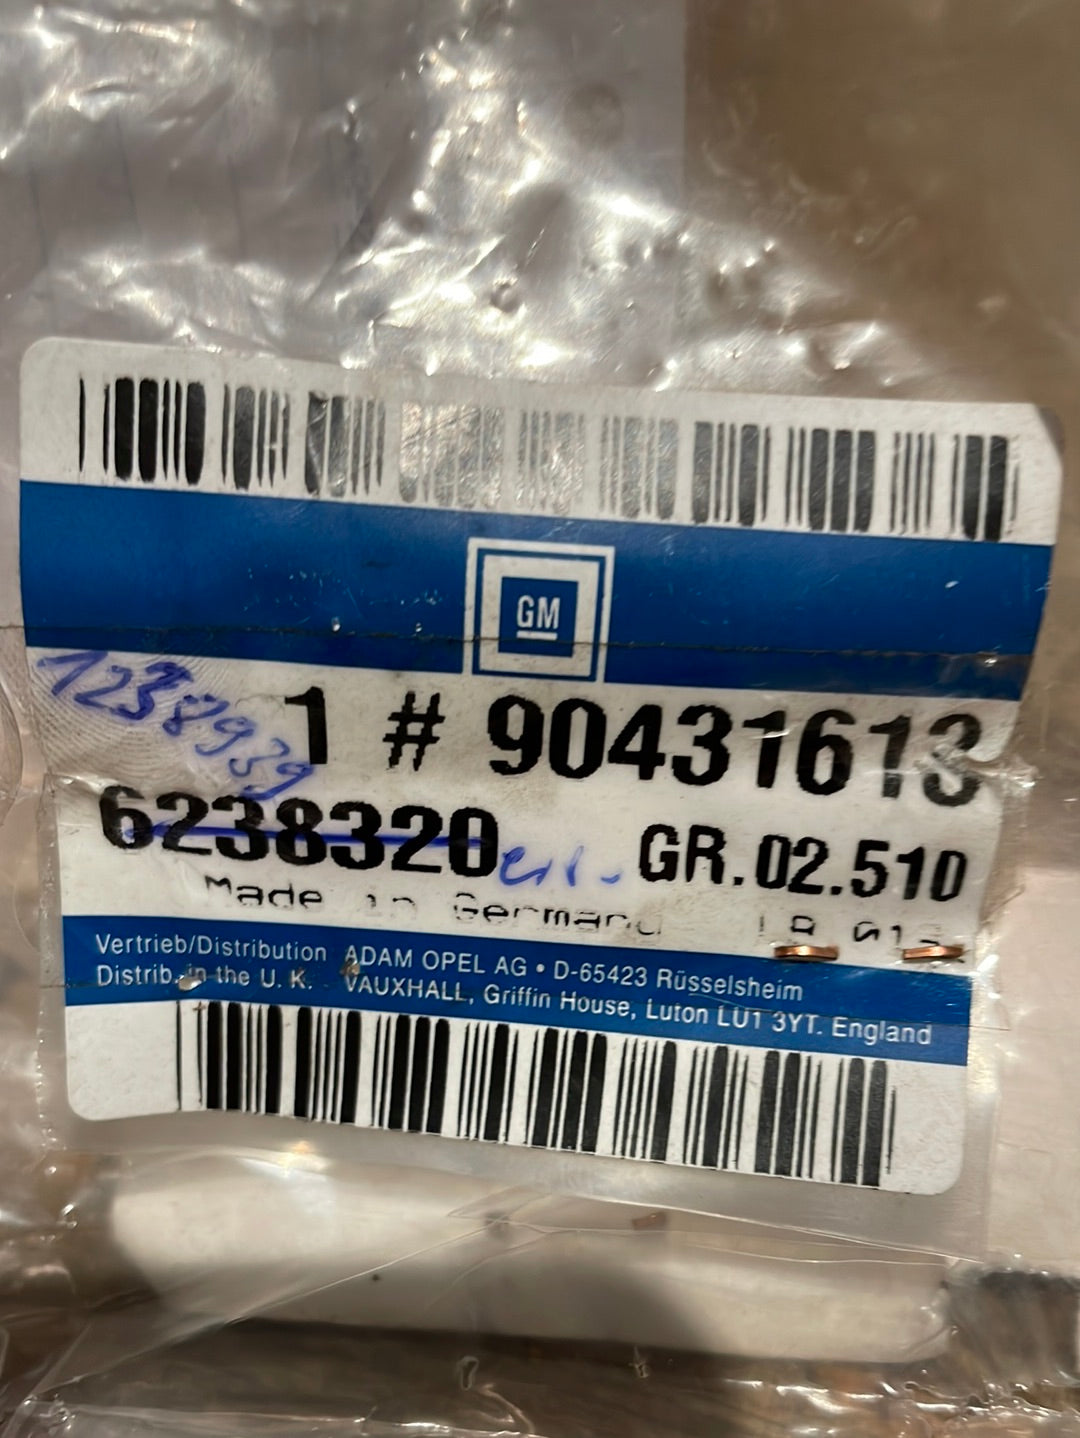 GM
1 # 90431613
6238320 GR.02.510
Made in Germany
Vertrieb/Distribution ADAM OPEL AG • D-65423 Rüsselsheim
Distrib. in the U. K. VAUXHALL, Griffin House, Luton LU1 3YT. England